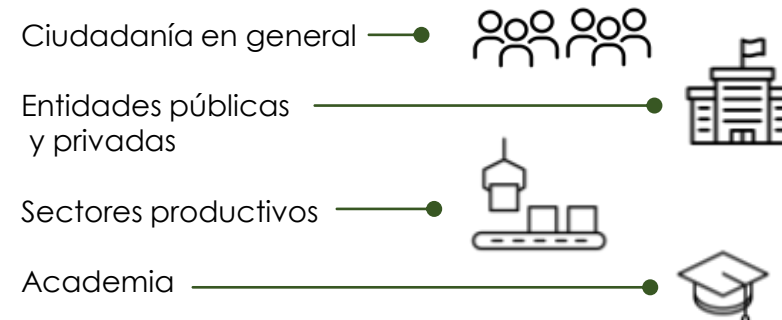 Ciudadanía en general
Entidades públicas
y privadas
Sectores productivos
Academia